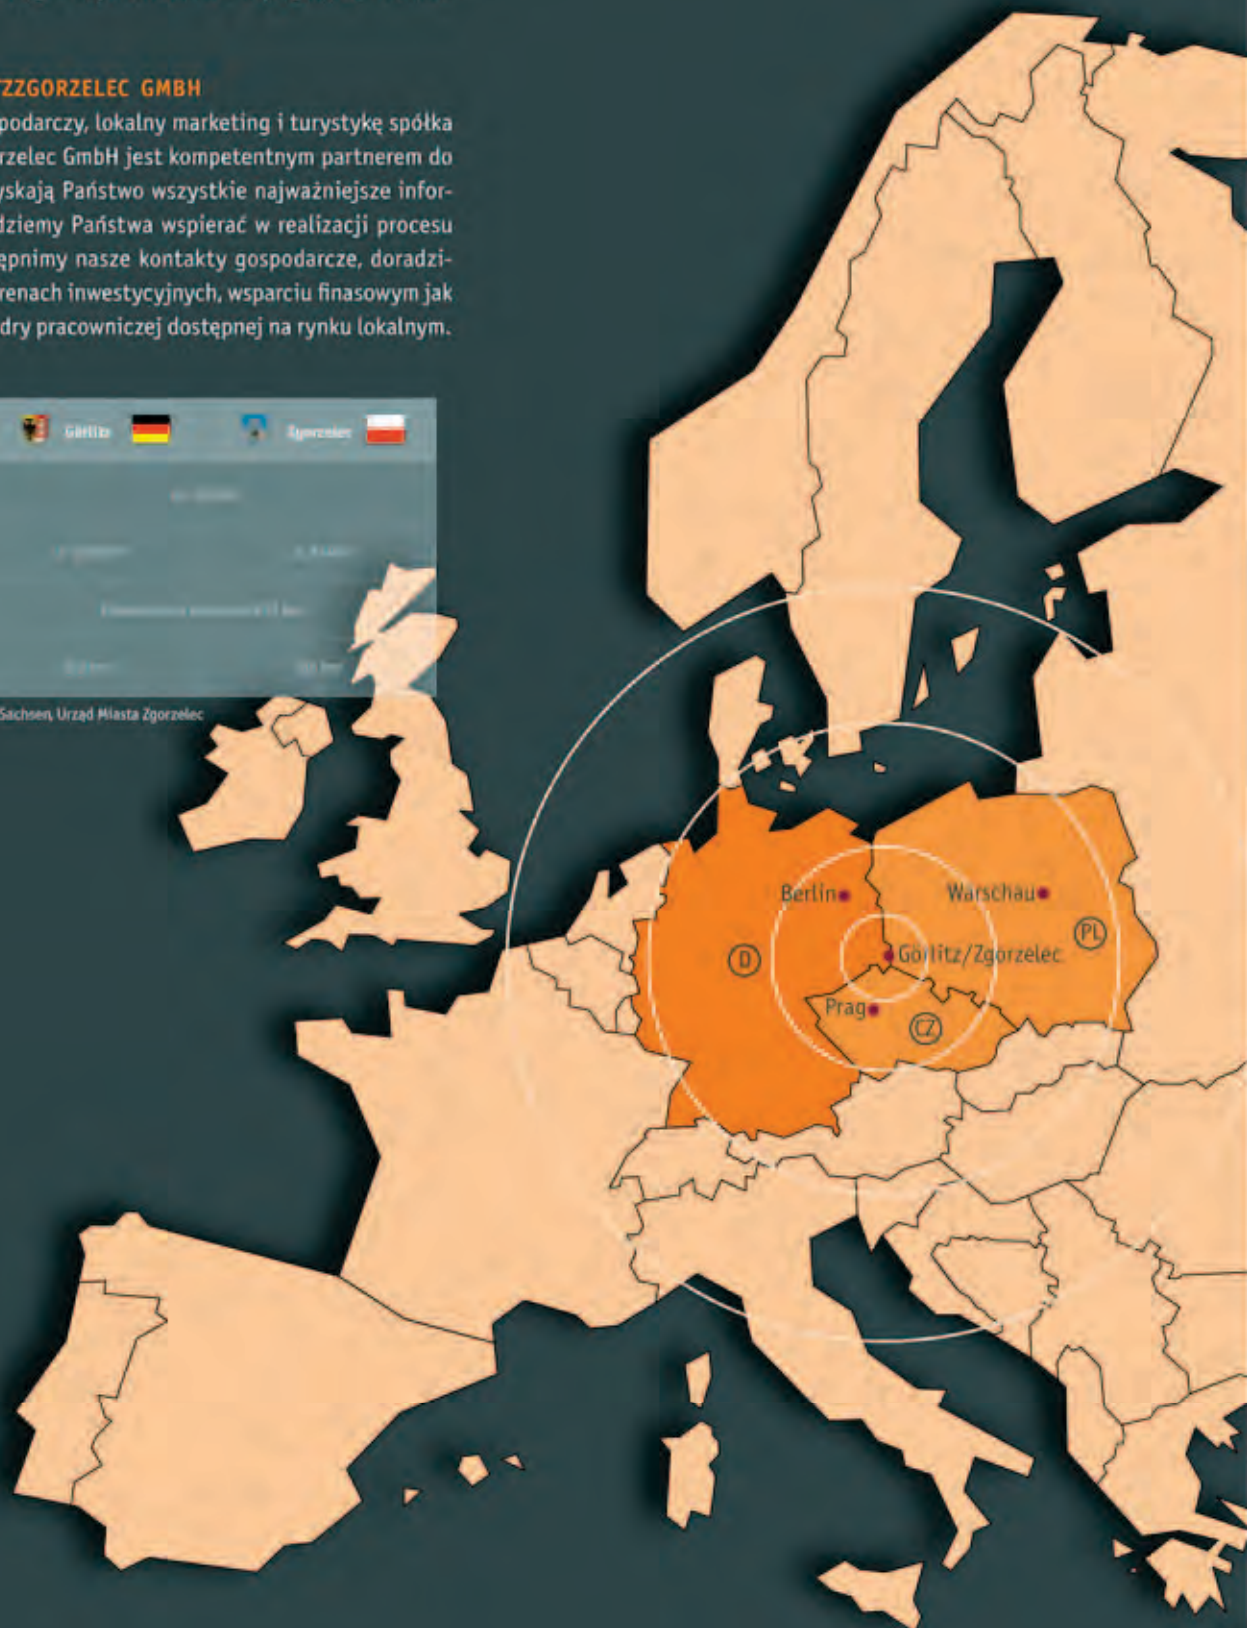 ZZGORZELEC GMBH
podarczy, lokalny marketing i turystykę spółka
rzelec GmbH jest kompetentnym partnerem do
yskają Państwo wszystkie najważniejsze infor-
dziemy Państwa wspierać w realizacji procesu
ępnimy nasze kontakty gospodarcze, doradzi-
renach inwestycyjnych, wsparciu finasowym jak
dry pracowniczej dostępnej na rynku lokalnym.
Görlitz Zgorzelec
Sachsen, Urząd Miasta Zgorzelec
Berlin
Warschau
PL
D
Görlitz/Zgorzelec
Prag
CZ